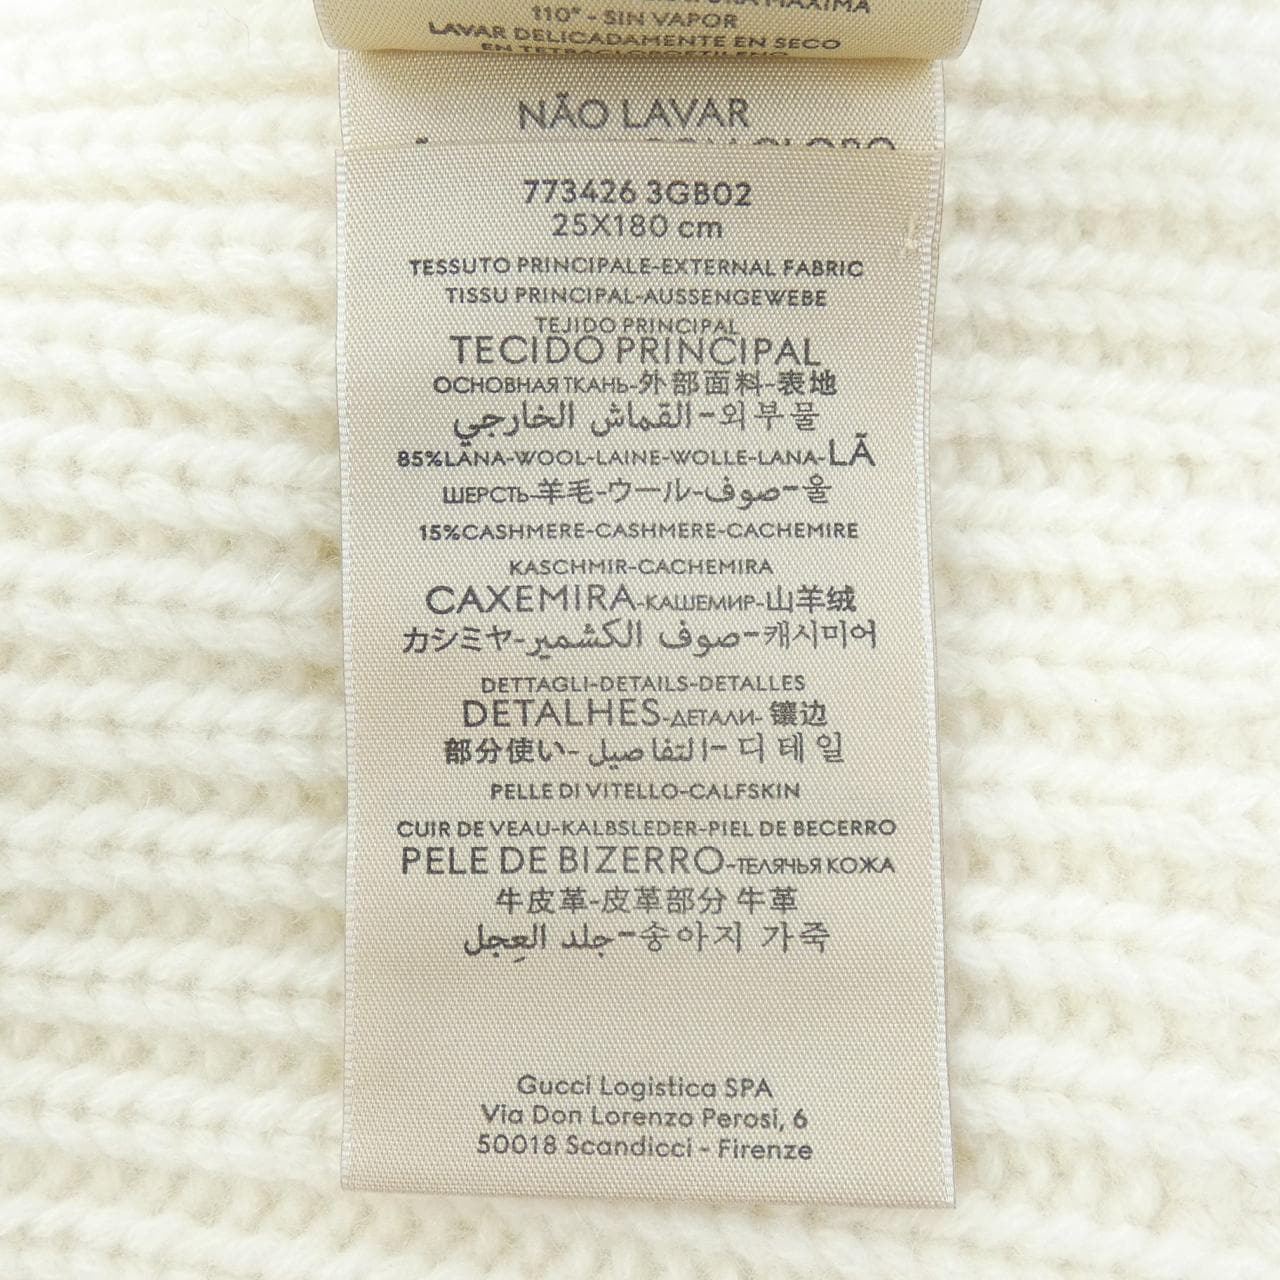 MAXIMA
110° - SIN VAPOR
LAVAR DELICADAMENTE EN SECO
EN TETRACLOROETILENO
NÃO LAVAR
773426 3GB02
25X180 cm
TESSUTO PRINCIPALE-EXTERNAL FABRIC
TISSU PRINCIPAL-AUSSENGEWEBE
TEJIDO PRINCIPAL
TECIDO PRINCIPAL
ОСНОВНАЯ ТКАНЬ-外部面料-表地
القماش الخارجي-외부물
85%LANA-WOOL-LAINE-WOLLE-LANA-LÃ
ШЕРСТЬ-羊毛-ウール-صوف-울
15%CASHMERE-CASHMERE-CACHEMIRE
KASCHMIR-CACHEMIRA
CAXEMIRA-КАШЕМИР-山羊绒
カシミヤ-صوف الكشمير-캐시미어
DETTAGLI-DETAILS-DETALLES
DETALHES-ДЕТАЛИ- 镶边
部分使い-التفاصيل-디테일
PELLE DI VITELLO-CALFSKIN
CUIR DE VEAU-KALBSLEDER-PIEL DE BECERRO
PELE DE BIZERRO-ТЕЛЯЧЬЯ КОЖА
牛皮革-皮革部分 牛革
جلد العِجل-송아지 가죽
Gucci Logistica SPA
Via Don Lorenzo Perosi, 6
50018 Scandicci - Firenze